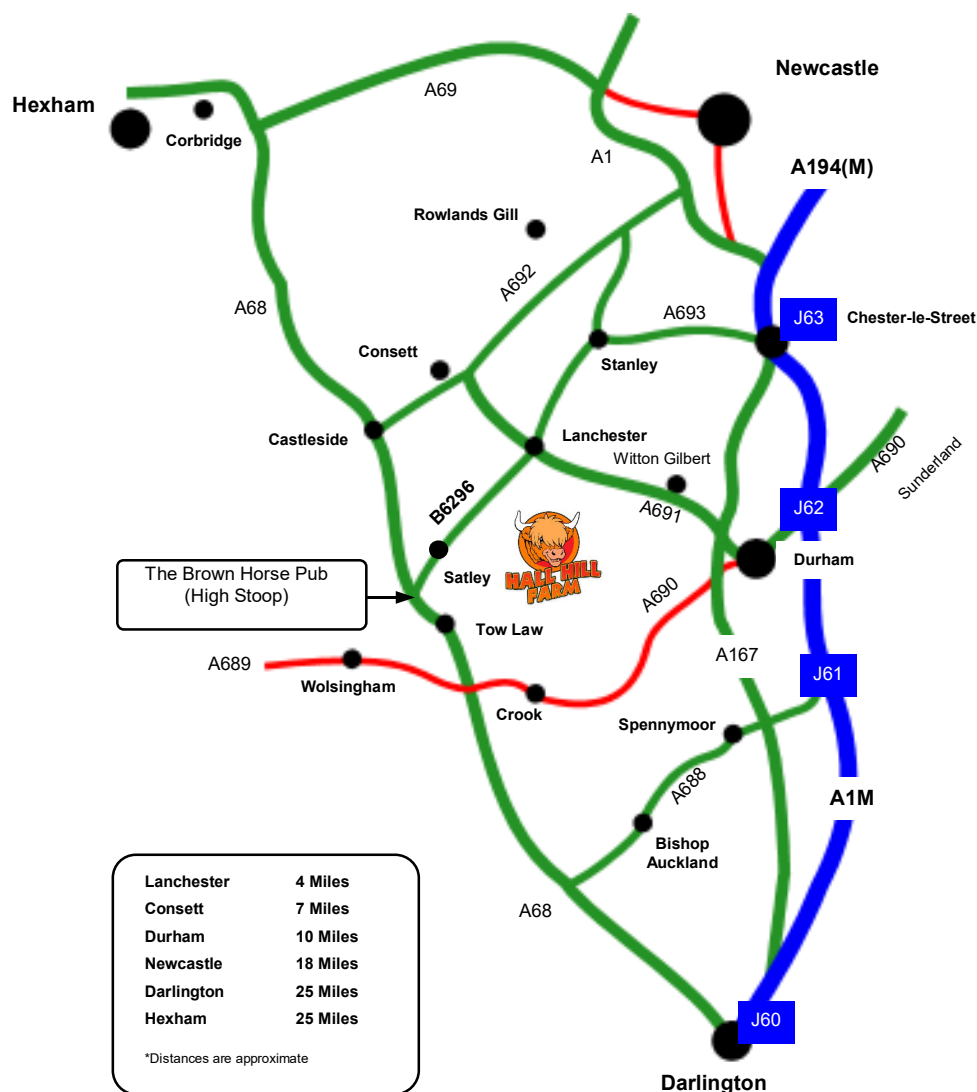 Newcastle
Hexham
A69
Corbridge
A1
A194(M)
Rowlands Gill
A692
A68
A693
J63
Chester-le-Street
Consett
Stanley
Castleside
Lanchester
A690
Sunderland
Witton Gilbert
B6296
A691
J62
HALL HILL
FARM
Durham
The Brown Horse Pub
(High Stoop)
Satley
A690
Tow Law
A167
A689
J61
Wolsingham
Crook
Spennymoor
A688
A1M
Bishop
Auckland
A68
Lanchester 4 Miles
Consett 7 Miles
Durham 10 Miles
Newcastle 18 Miles
Darlington 25 Miles
Hexham 25 Miles
*Distances are approximate
J60
Darlington